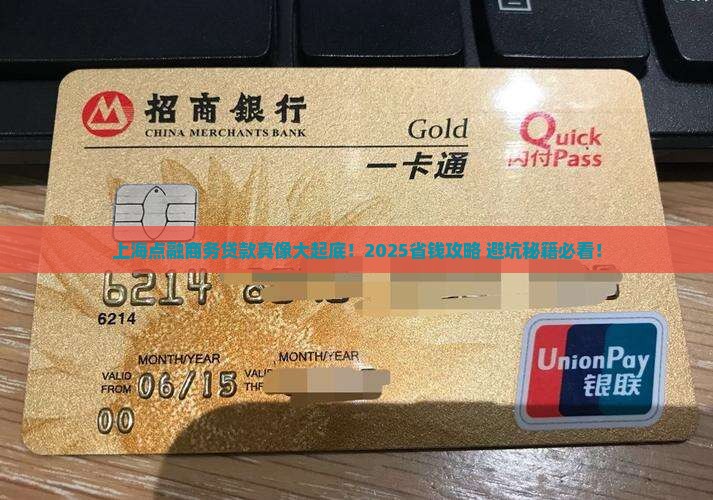 招商銀行
CHINA MERCHANTS BANK
Gold
一卡通
Quick
闪付Pass
上海点融商务贷款真像大起底！2025省钱攻略 避坑秘籍必看！
6214
6214
MONTH/YEAR
MONTH/YEAR
VALID
FROM
06/15
00
UnionPay
银联